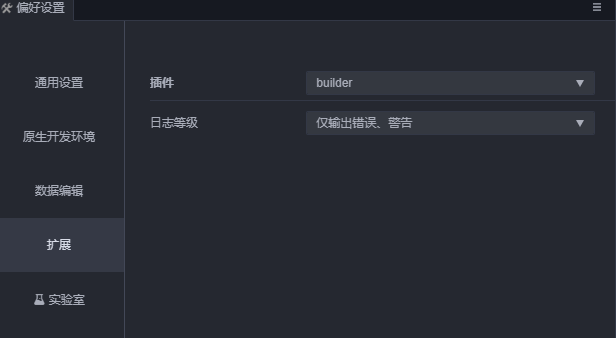 偏好设置
通用设置
插件
builder
原生开发环境
日志等级
仅输出错误、警告
数据编辑
扩展
实验室